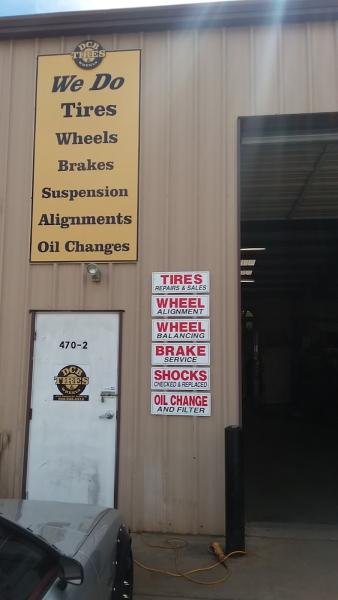 DCB
TIRES
We Do
Tires
Wheels
Brakes
Suspension
Alignments
Oil Changes
TIRES
REPAIRS & SALES
WHEEL
ALIGNMENT
WHEEL
BALANCING
BRAKE
SERVICE
SHOCKS
CHECKED & REPLACED
OIL CHANGE
AND FILTER
470-2
DCB
TIRES